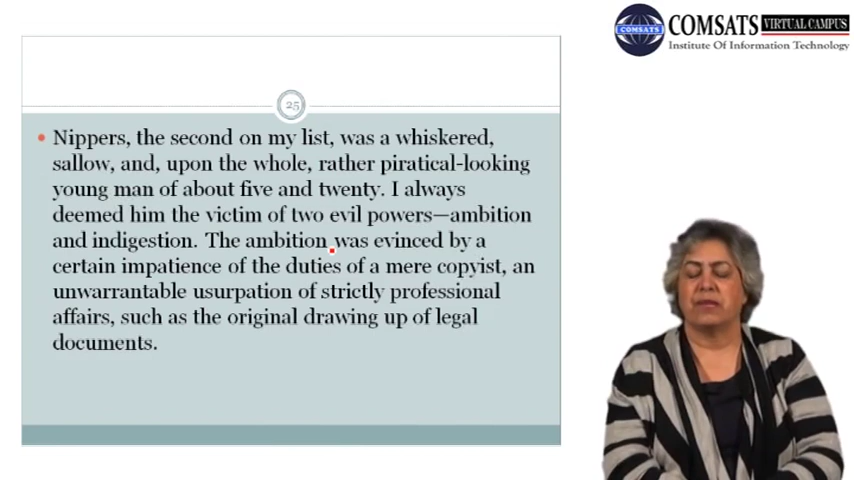 COMSATS VIRTUAL CAMPUS
COMSATS
Institute Of Information Technology
25
Nippers, the second on my list, was a whiskered,
sallow, and, upon the whole, rather piratical-looking
young man of about five and twenty. I always
deemed him the victim of two evil powers—ambition
and indigestion. The ambition was evinced by a
certain impatience of the duties of a mere copyist, an
unwarrantable usurpation of strictly professional
affairs, such as the original drawing up of legal
documents.